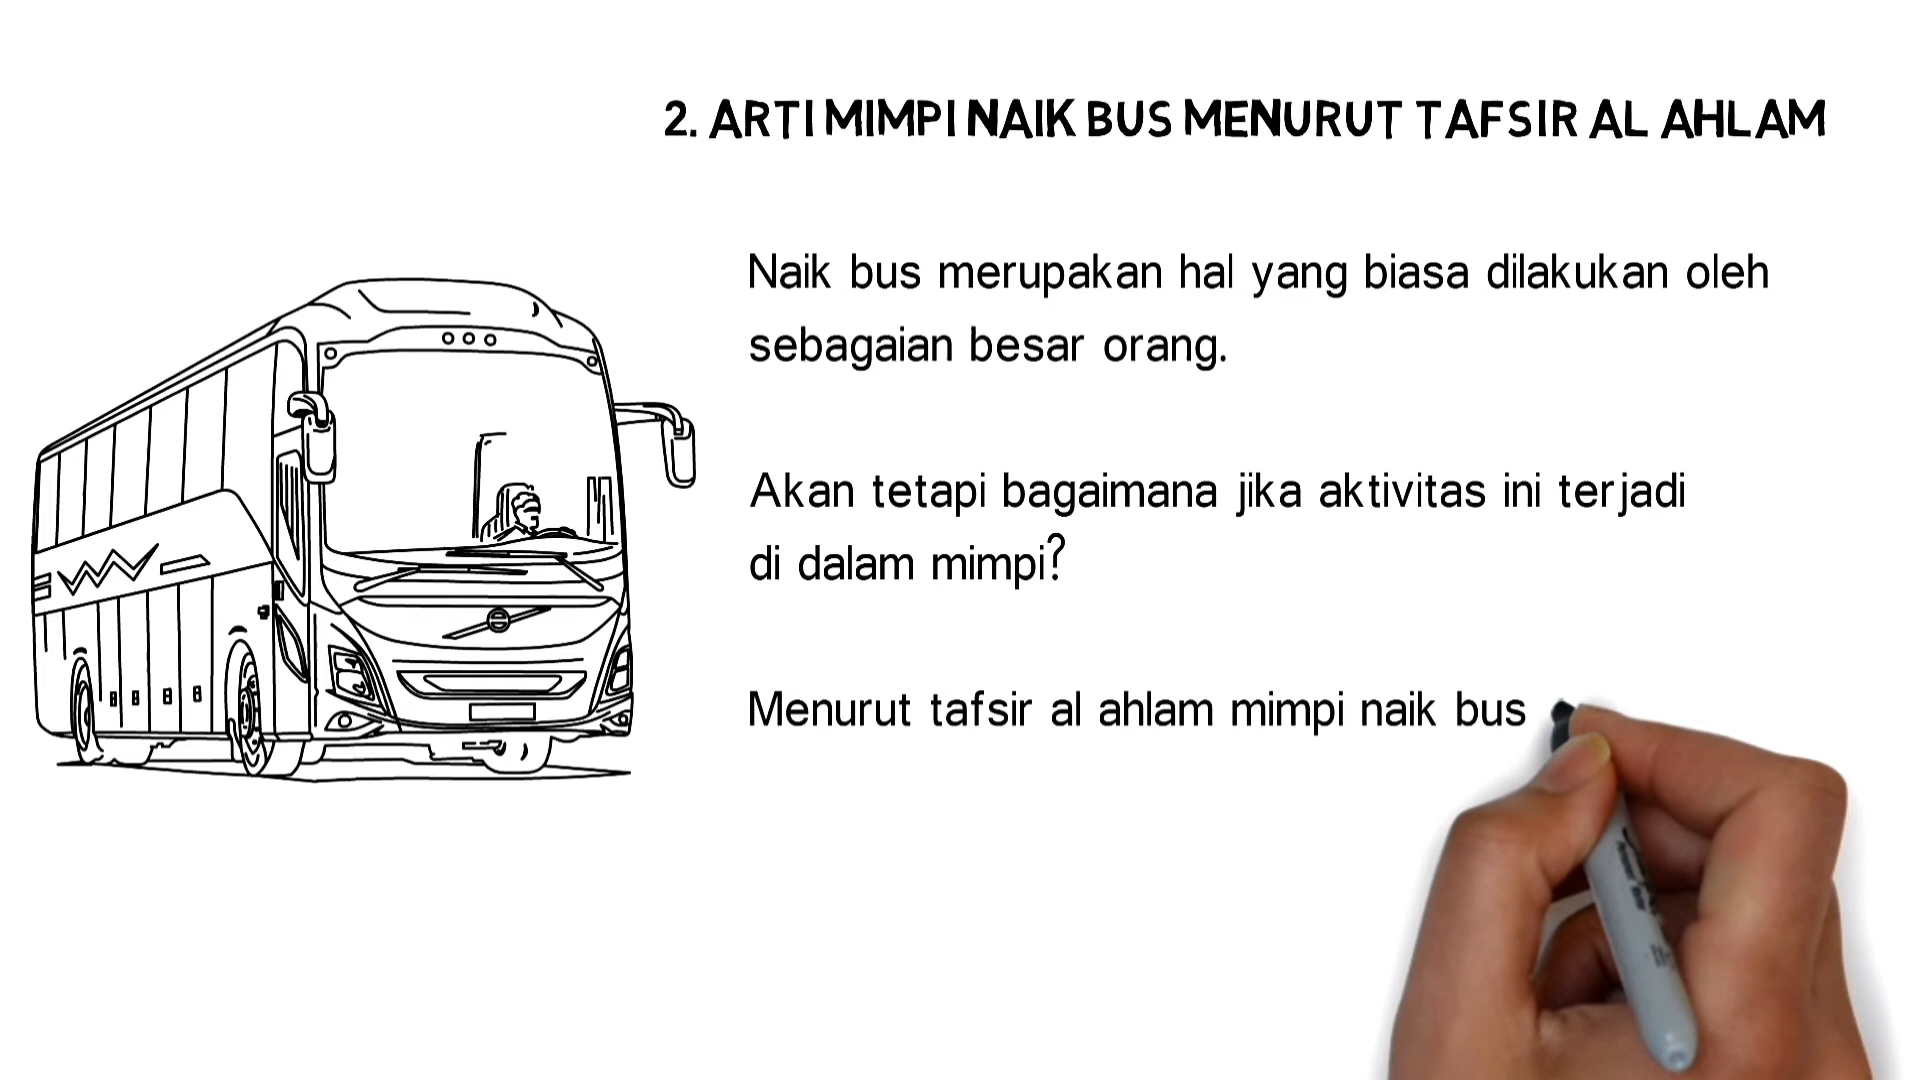 2. ARTI MIMPI NAIK BUS MENURUT TAFSIR AL AHLAM
Naik bus merupakan hal yang biasa dilakukan oleh
sebagaian besar orang.
Akan tetapi bagaimana jika aktivitas ini terjadi
di dalam mimpi?
Menurut tafsir al ahlam mimpi naik bus